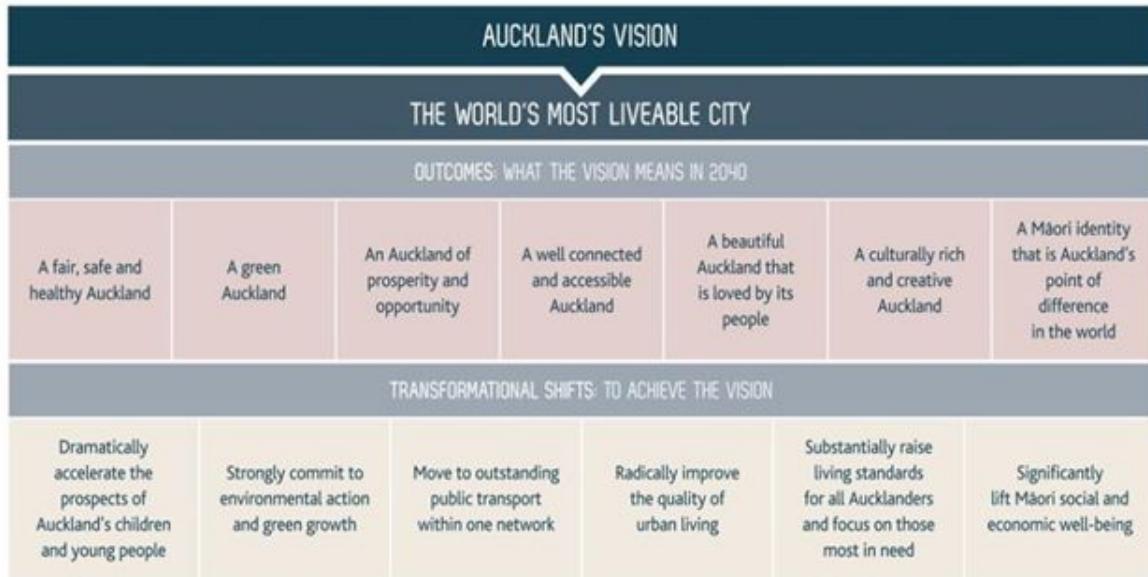 AUCKLAND'S VISION
THE WORLD'S MOST LIVEABLE CITY
OUTCOMES: WHAT THE VISION MEANS IN 2040
A fair, safe and
healthy Auckland
A green
Auckland
An Auckland of
prosperity and
opportunity
A well connected
and accessible
Auckland
A beautiful
Auckland that
is loved by its
people
A culturally rich
and creative
Auckland
A Māori identity
that is Auckland's
point of
difference
in the world
TRANSFORMATIONAL SHIFTS: TO ACHIEVE THE VISION
Dramatically
accelerate the
prospects of
Auckland's children
and young people
Strongly commit to
environmental action
and green growth
Move to outstanding
public transport
within one network
Radically improve
the quality of
urban living
Substantially raise
living standards
for all Aucklanders
and focus on those
most in need
Significantly
lift Māori social and
economic well-being